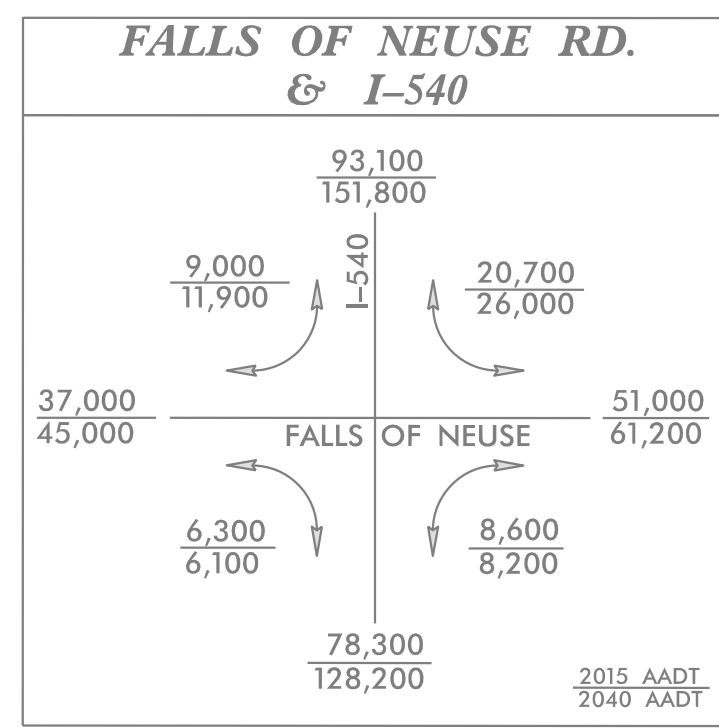 FALLS OF NEUSE RD.
& I–540
93,100
151,800
I–540
9,000
11,900
20,700
26,000
37,000
45,000
51,000
61,200
FALLS OF NEUSE
6,300
6,100
8,600
8,200
78,300
128,200
2015 AADT
2040 AADT